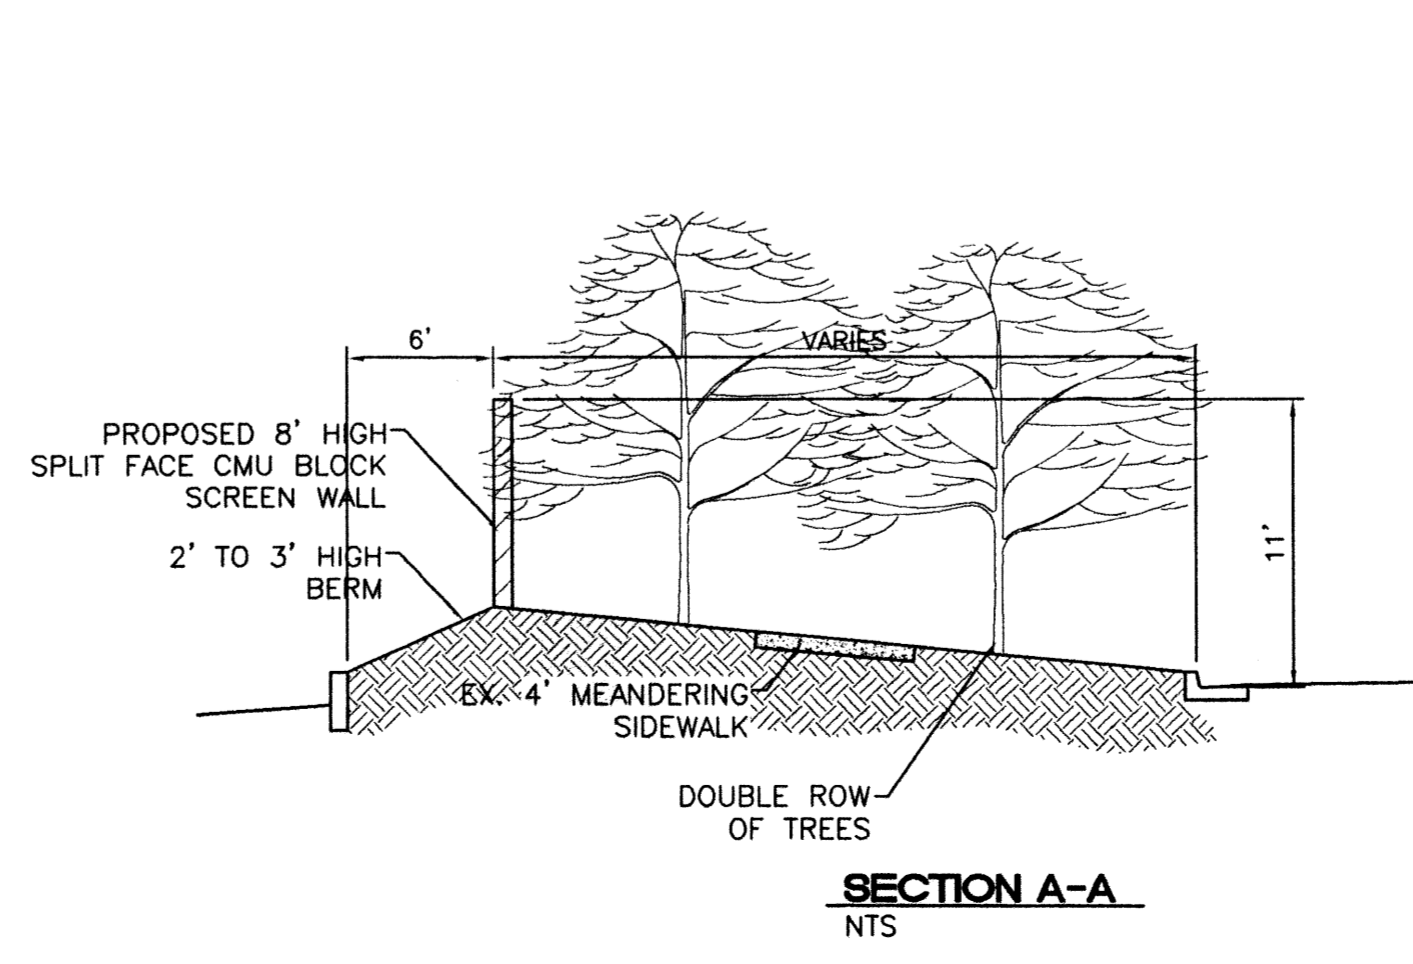 6'
VARIES
PROPOSED 8' HIGH
SPLIT FACE CMU BLOCK
SCREEN WALL
2' TO 3' HIGH
BERM
11'
EX. 4' MEANDERING
SIDEWALK
DOUBLE ROW
OF TREES
SECTION A-A
NTS